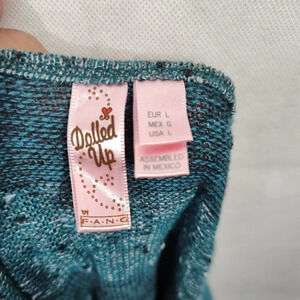 Dolled
Up
by
F.A.N.G
EUR L
MEX G
USA L
ASSEMBLED
IN MEXICO